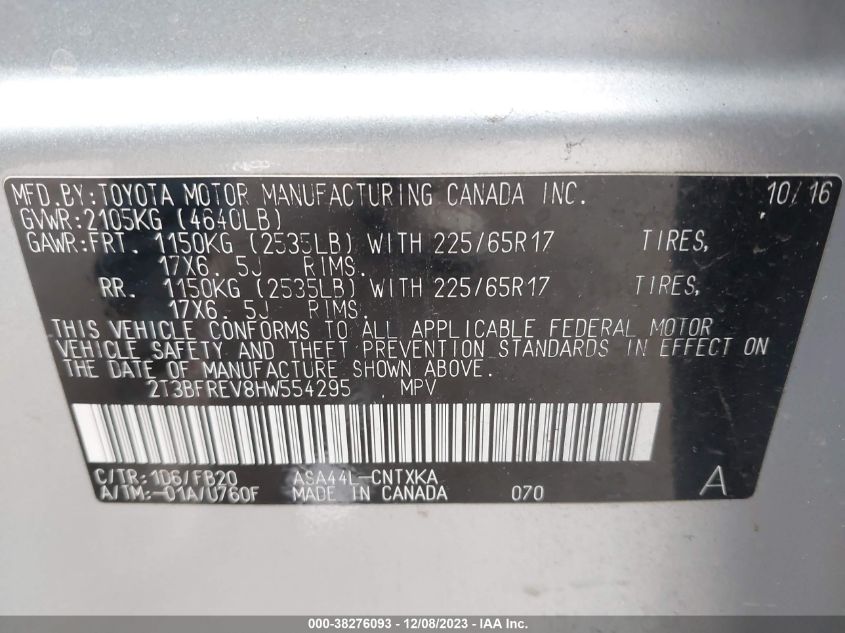 MFD.BY:TOYOTA MOTOR MANUFACTURING CANADA INC. 10/16
GVWR:2105KG (4640LB)
GAWR:FRT. 1150KG (2535LB) WITH 225/65R17 TIRES,
17X6.5J RIMS.
RR. 1150KG (2535LB) WITH 225/65R17 TIRES,
17X6.5J RIMS.
THIS VEHICLE CONFORMS TO ALL APPLICABLE FEDERAL MOTOR
VEHICLE SAFETY AND THEFT PREVENTION STANDARDS IN EFFECT ON
THE DATE OF MANUFACTURE SHOWN ABOVE.
2T3BFREV8HW554295 MPV
C/TR:1D6/FB20 ASA44L-CNTXKA
A/TM:-01A/U760F MADE IN CANADA 070 A
000-38276093 - 12/08/2023 - IAA Inc.